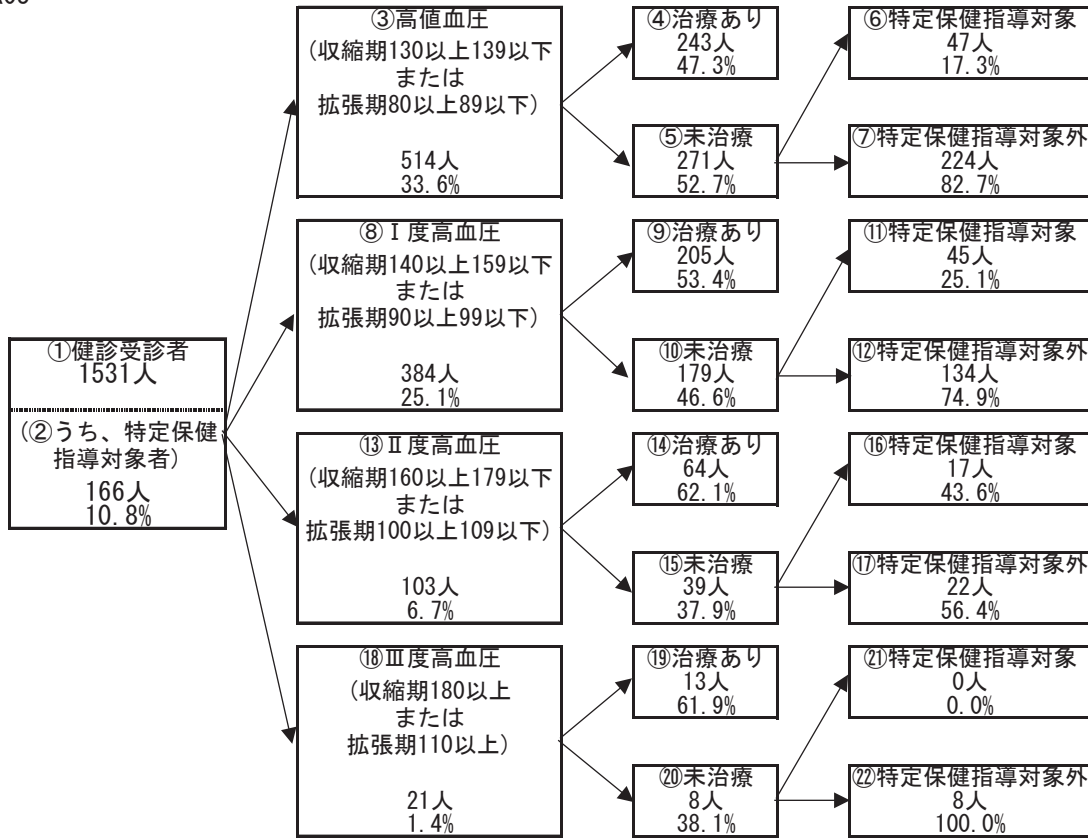 ①健診受診者
1531人
(②うち、特定保健
指導対象者)
166人
10.8%
③高値血圧
(収縮期130以上139以下
または
拡張期80以上89以下)
514人
33.6%
④治療あり
243人
47.3%
⑤未治療
271人
52.7%
⑥特定保健指導対象
47人
17.3%
⑦特定保健指導対象外
224人
82.7%
⑧Ⅰ度高血圧
(収縮期140以上159以下
または
拡張期90以上99以下)
384人
25.1%
⑨治療あり
205人
53.4%
⑩未治療
179人
46.6%
⑪特定保健指導対象
45人
25.1%
⑫特定保健指導対象外
134人
74.9%
⑬Ⅱ度高血圧
(収縮期160以上179以下
または
拡張期100以上109以下)
103人
6.7%
⑭治療あり
64人
62.1%
⑮未治療
39人
37.9%
⑯特定保健指導対象
17人
43.6%
⑰特定保健指導対象外
22人
56.4%
⑱Ⅲ度高血圧
(収縮期180以上
または
拡張期110以上)
21人
1.4%
⑲治療あり
13人
61.9%
⑳未治療
8人
38.1%
㉑特定保健指導対象
0人
0.0%
㉒特定保健指導対象外
8人
100.0%